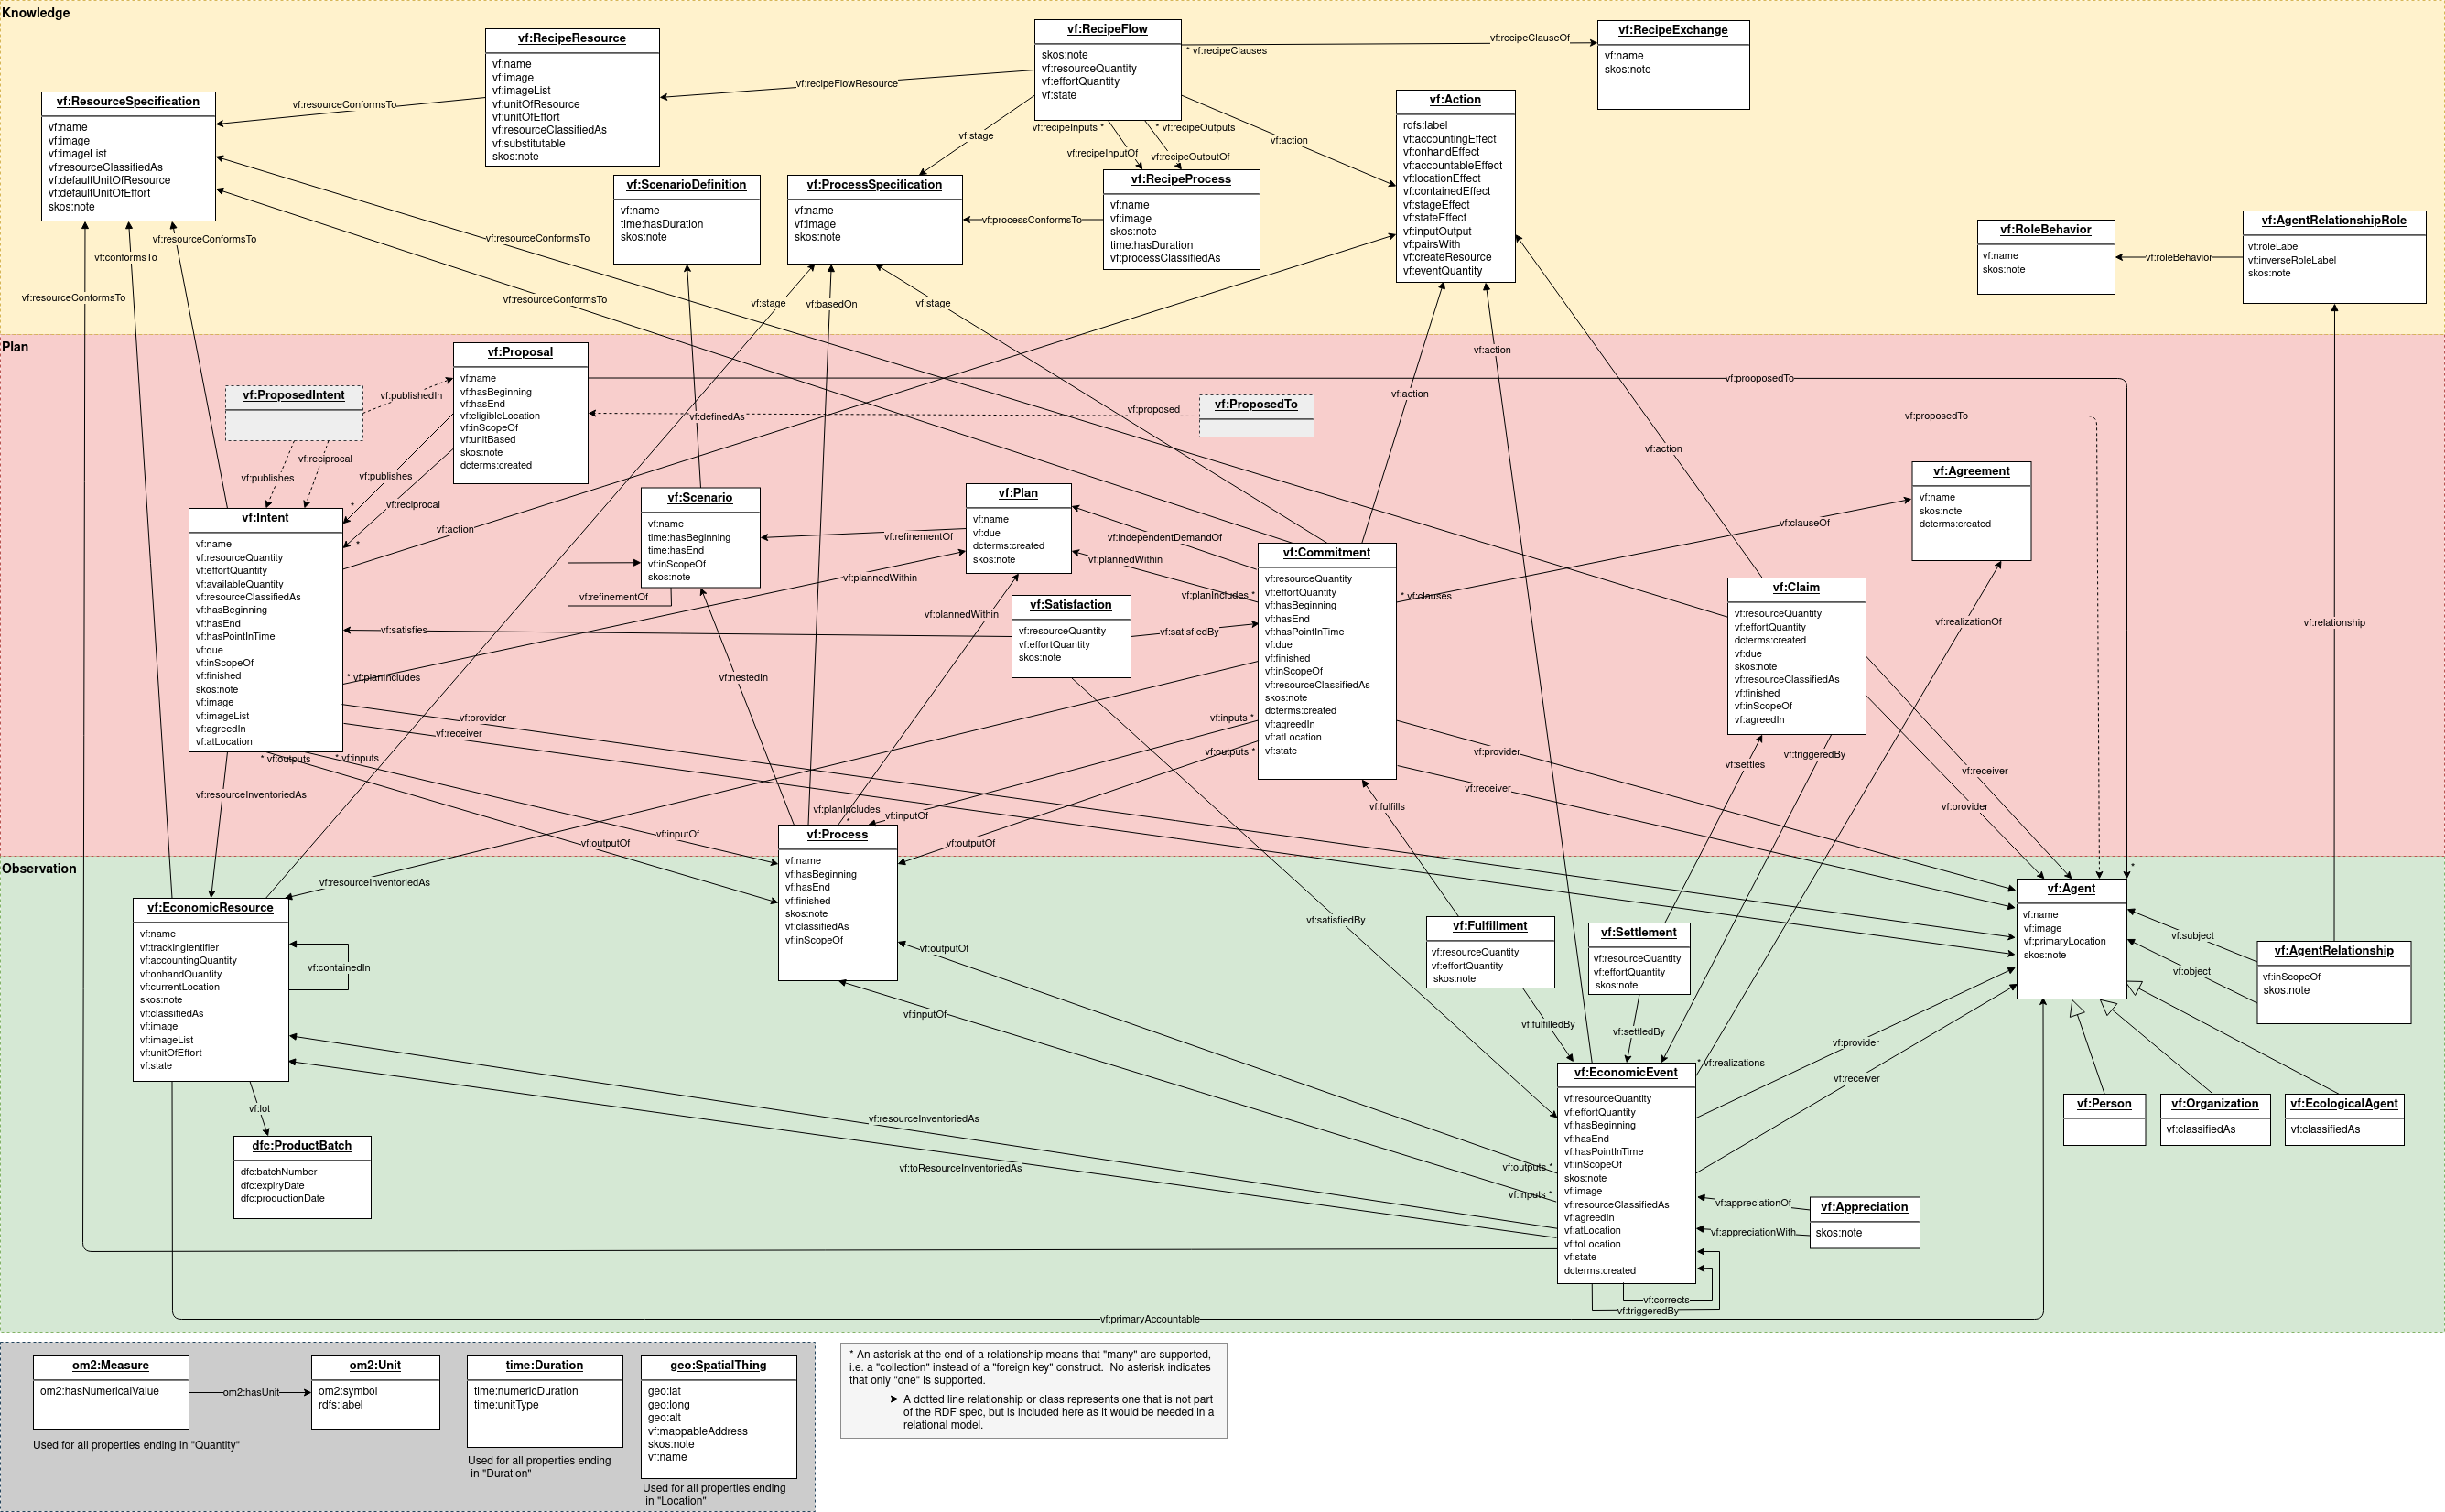 Knowledge
vf:RecipeResource
vf:name
vf:image
vf:imageList
vf:unitOfResource
vf:unitOfEffort
vf:resourceClassifiedAs
vf:substitutable
skos:note
vf:RecipeFlow
skos:note
vf:resourceQuantity
vf:effortQuantity
vf:state
* vf:recipeClauses
vf:recipeClauseOf
vf:RecipeExchange
vf:name
skos:note
vf:recipeFlowResource
vf:resourceConformsTo
vf:ResourceSpecification
vf:name
vf:image
vf:imageList
vf:resourceClassifiedAs
vf:defaultUnitOfResource
vf:defaultUnitOfEffort
skos:note
vf:stage
vf:recipeInputs *
* vf:recipeOutputs
vf:recipeInputOf
vf:recipeOutputOf
vf:action
vf:Action
rdfs:label
vf:accountingEffect
vf:onhandEffect
vf:accountableEffect
vf:locationEffect
vf:containedEffect
vf:stageEffect
vf:stateEffect
vf:inputOutput
vf:pairsWith
vf:createResource
vf:eventQuantity
vf:ScenarioDefinition
vf:name
time:hasDuration
skos:note
vf:ProcessSpecification
vf:name
vf:image
skos:note
vf:processConformsTo
vf:RecipeProcess
vf:name
vf:image
skos:note
time:hasDuration
vf:processClassifiedAs
vf:RoleBehavior
vf:name
skos:note
vf:roleBehavior
vf:AgentRelationshipRole
vf:roleLabel
vf:inverseRoleLabel
skos:note
vf:resourceConformsTo
vf:conformsTo
vf:resourceConformsTo
vf:resourceConformsTo
vf:resourceConformsTo
vf:stage
vf:basedOn
vf:stage
Plan
vf:Proposal
vf:name
vf:hasBeginning
vf:hasEnd
vf:eligibleLocation
vf:inScopeOf
vf:unitBased
skos:note
dcterms:created
vf:ProposedIntent
vf:publishedIn
vf:publishes
vf:reciprocal
vf:publishes
*
vf:reciprocal
*
vf:definedAs
vf:proposed
vf:ProposedTo
vf:proposedTo
vf:prooposedTo
vf:action
vf:action
vf:action
vf:action
vf:Intent
vf:name
vf:resourceQuantity
vf:effortQuantity
vf:availableQuantity
vf:resourceClassifiedAs
vf:hasBeginning
vf:hasEnd
vf:hasPointInTime
vf:due
vf:inScopeOf
vf:finished
skos:note
vf:image
vf:imageList
vf:agreedIn
vf:atLocation
vf:Scenario
vf:name
time:hasBeginning
time:hasEnd
vf:inScopeOf
skos:note
vf:refinementOf
vf:refinementOf
vf:Plan
vf:name
vf:due
dcterms:created
skos:note
vf:plannedWithin
* vf:planIncludes
vf:independentDemandOf
vf:plannedWithin
vf:planIncludes *
vf:Commitment
vf:resourceQuantity
vf:effortQuantity
vf:hasBeginning
vf:hasEnd
vf:hasPointInTime
vf:due
vf:finished
vf:inScopeOf
vf:resourceClassifiedAs
skos:note
dcterms:created
vf:agreedIn
vf:atLocation
vf:state
* vf:clauses
vf:clauseOf
vf:Agreement
vf:name
skos:note
dcterms:created
vf:Claim
vf:resourceQuantity
vf:effortQuantity
dcterms:created
vf:due
skos:note
vf:resourceClassifiedAs
vf:finished
vf:inScopeOf
vf:agreedIn
vf:realizationOf
vf:relationship
vf:Satisfaction
vf:resourceQuantity
vf:effortQuantity
skos:note
vf:satisfies
vf:satisfiedBy
vf:plannedWithin
vf:nestedIn
vf:provider
vf:receiver
* vf:outputs
* vf:inputs
vf:resourceInventoriedAs
vf:inputs *
vf:outputs *
vf:provider
vf:receiver
vf:settles
vf:triggeredBy
vf:receiver
vf:provider
vf:fulfills
vf:planIncludes
*
vf:inputOf
vf:outputOf
vf:inputOf
vf:outputOf
Observation
vf:Process
vf:name
vf:hasBeginning
vf:hasEnd
vf:finished
skos:note
vf:classifiedAs
vf:inScopeOf
vf:resourceInventoriedAs
vf:EconomicResource
vf:name
vf:trackingIdentifier
vf:accountingQuantity
vf:onhandQuantity
vf:currentLocation
skos:note
vf:classifiedAs
vf:image
vf:imageList
vf:unitOfEffort
vf:state
vf:containedIn
vf:lot
dfc:ProductBatch
dfc:batchNumber
dfc:expiryDate
dfc:productionDate
vf:outputOf
vf:inputOf
vf:satisfiedBy
vf:Fulfillment
vf:resourceQuantity
vf:effortQuantity
skos:note
vf:Settlement
vf:resourceQuantity
vf:effortQuantity
skos:note
vf:fulfilledBy
vf:settledBy
*
vf:Agent
vf:name
vf:image
vf:primaryLocation
skos:note
vf:subject
vf:object
vf:AgentRelationship
vf:inScopeOf
skos:note
vf:Person
vf:Organization
vf:classifiedAs
vf:EcologicalAgent
vf:classifiedAs
* vf:realizations
vf:provider
vf:receiver
vf:EconomicEvent
vf:resourceQuantity
vf:effortQuantity
vf:hasBeginning
vf:hasEnd
vf:hasPointInTime
vf:inScopeOf
skos:note
vf:image
vf:resourceClassifiedAs
vf:agreedIn
vf:atLocation
vf:toLocation
vf:state
dcterms:created
vf:outputs *
vf:inputs *
vf:resourceInventoriedAs
vf:toResourceInventoriedAs
vf:appreciationOf
vf:appreciationWith
vf:Appreciation
skos:note
vf:corrects
vf:triggeredBy
vf:primaryAccountable
om2:Measure
om2:hasNumericalValue
om2:hasUnit
om2:Unit
om2:symbol
rdfs:label
Used for all properties ending in "Quantity"
time:Duration
time:numericDuration
time:unitType
Used for all properties ending
in "Duration"
geo:SpatialThing
geo:lat
geo:long
geo:alt
vf:mappableAddress
skos:note
vf:name
Used for all properties ending
in "Location"
* An asterisk at the end of a relationship means that "many" are supported,
i.e. a "collection" instead of a "foreign key" construct. No asterisk indicates
that only "one" is supported.
A dotted line relationship or class represents one that is not part
of the RDF spec, but is included here as it would be needed in a
relational model.